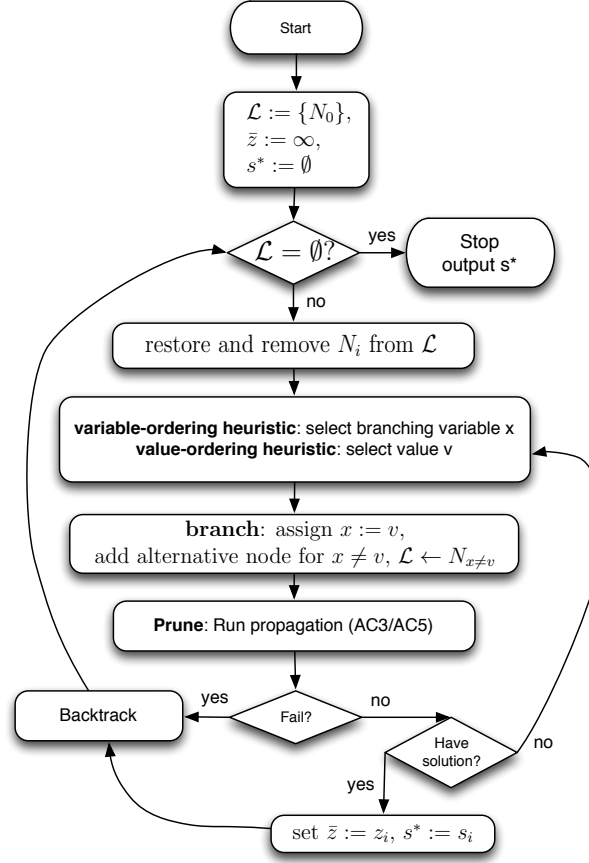 Start
ℒ := {N₀},
z̄ := ∞,
s* := ∅
ℒ = ∅?
yes
Stop
output s*
no
restore and remove Nᵢ from ℒ
variable-ordering heuristic: select branching variable x
value-ordering heuristic: select value v
branch: assign x := v,
add alternative node for x ≠ v, ℒ ← Nₓ≠ᵥ
Prune: Run propagation (AC3/AC5)
yes
no
Backtrack
Fail?
Have
solution?
no
yes
set z̄ := zᵢ, s* := sᵢ